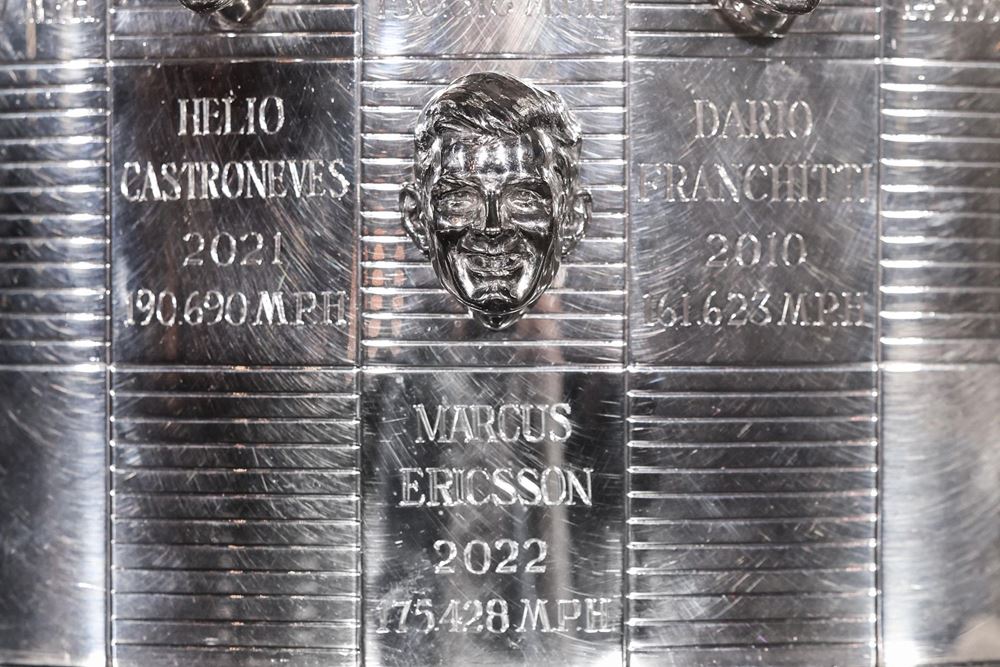 HELIO
CASTRONEVES
2021
190.690 M.P.H.
DARIO
FRANCHITTI
2010
161.623 M.P.H.
MARCUS
ERICSSON
2022
175.428 M.P.H.